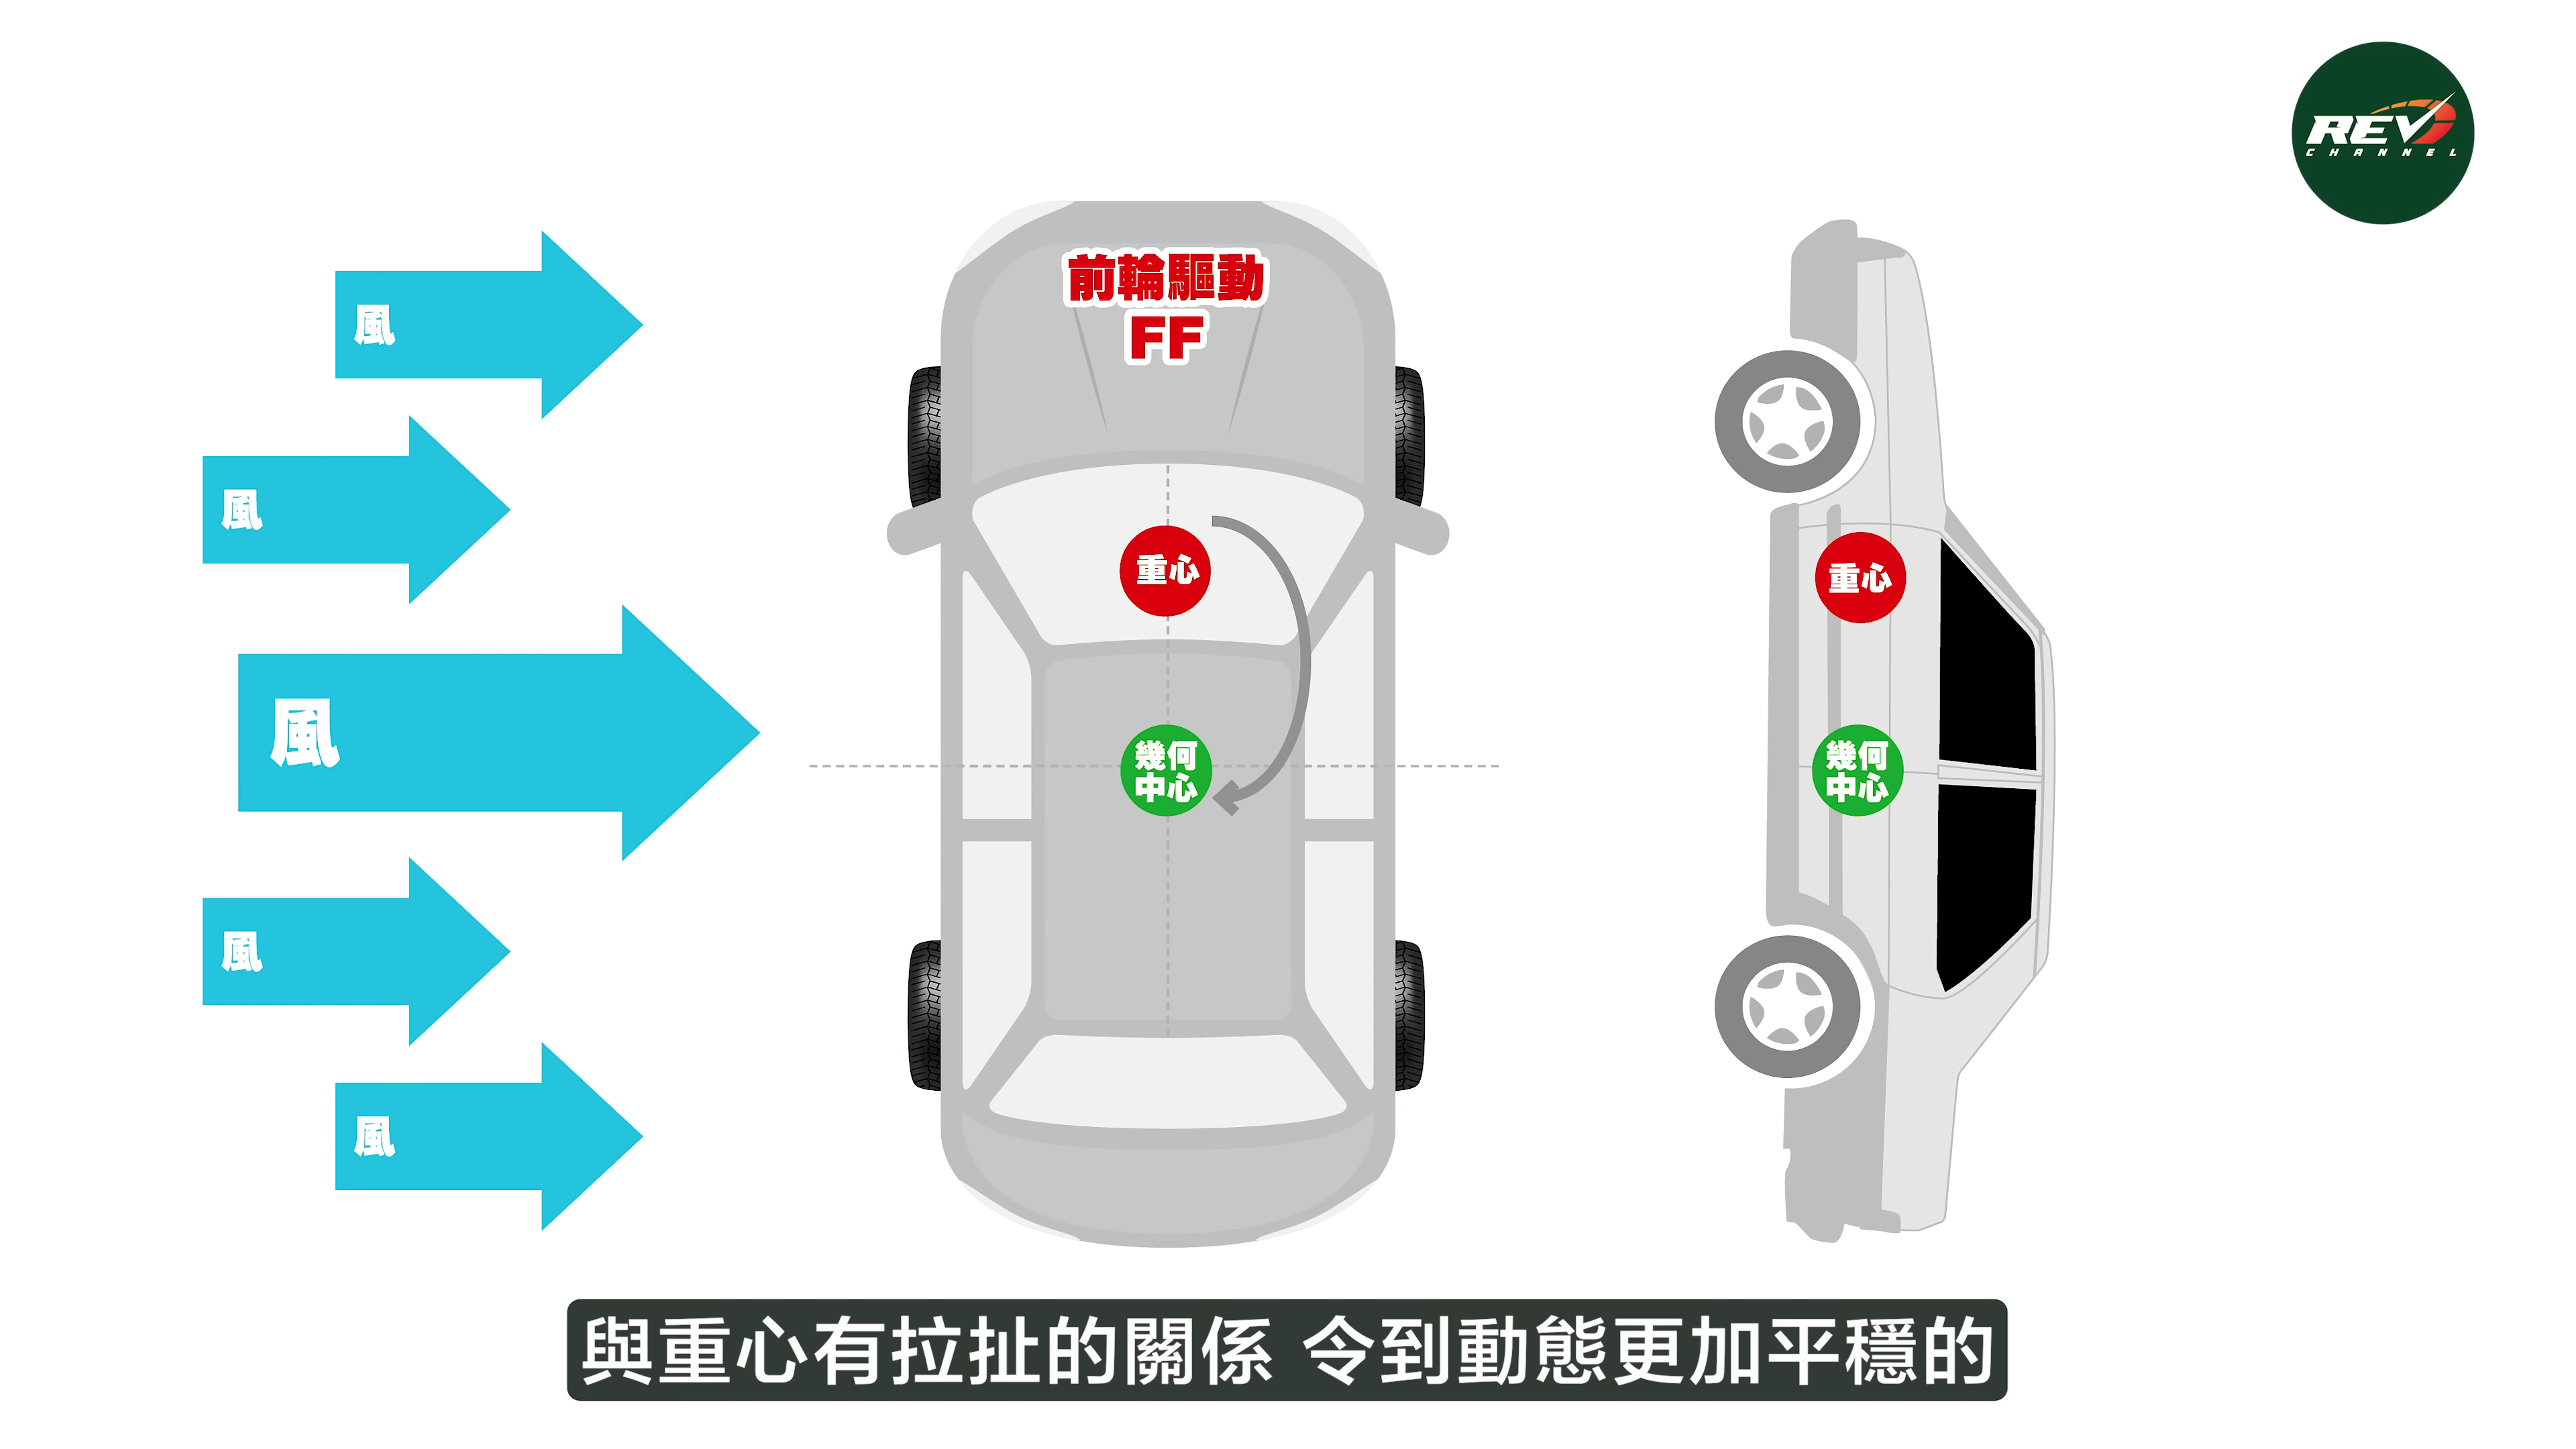 REV
CHANNEL
前輪驅動
FF
風
風
風
風
風
重心
幾何
中心
重心
幾何
中心
與重心有拉扯的關係 令到動態更加平穩的